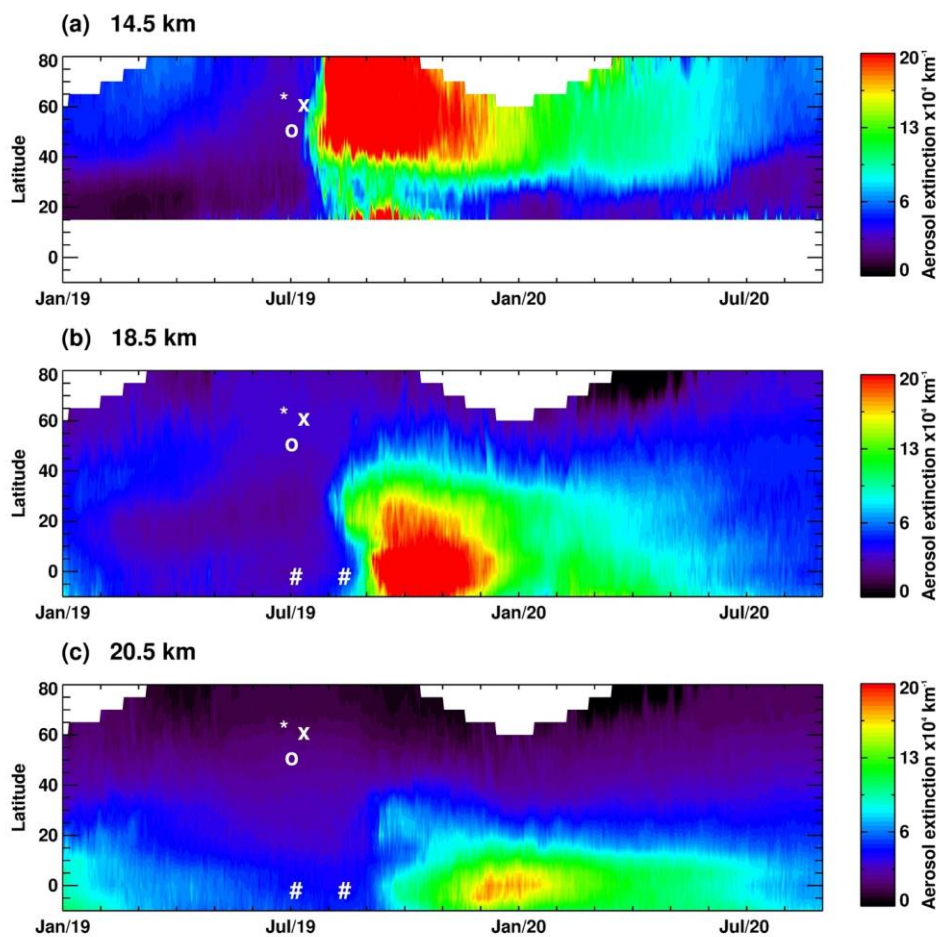 (a) 14.5 km
80
60
40
20
0
Latitude
* x
o
Jan/19 Jul/19 Jan/20 Jul/20
20
13
6
0
Aerosol extinction x10⁴ km⁻¹
(b) 18.5 km
80
60
40
20
0
Latitude
* x
o
# #
Jan/19 Jul/19 Jan/20 Jul/20
20
13
6
0
Aerosol extinction x10⁴ km⁻¹
(c) 20.5 km
80
60
40
20
0
Latitude
* x
o
# #
Jan/19 Jul/19 Jan/20 Jul/20
20
13
6
0
Aerosol extinction x10⁴ km⁻¹